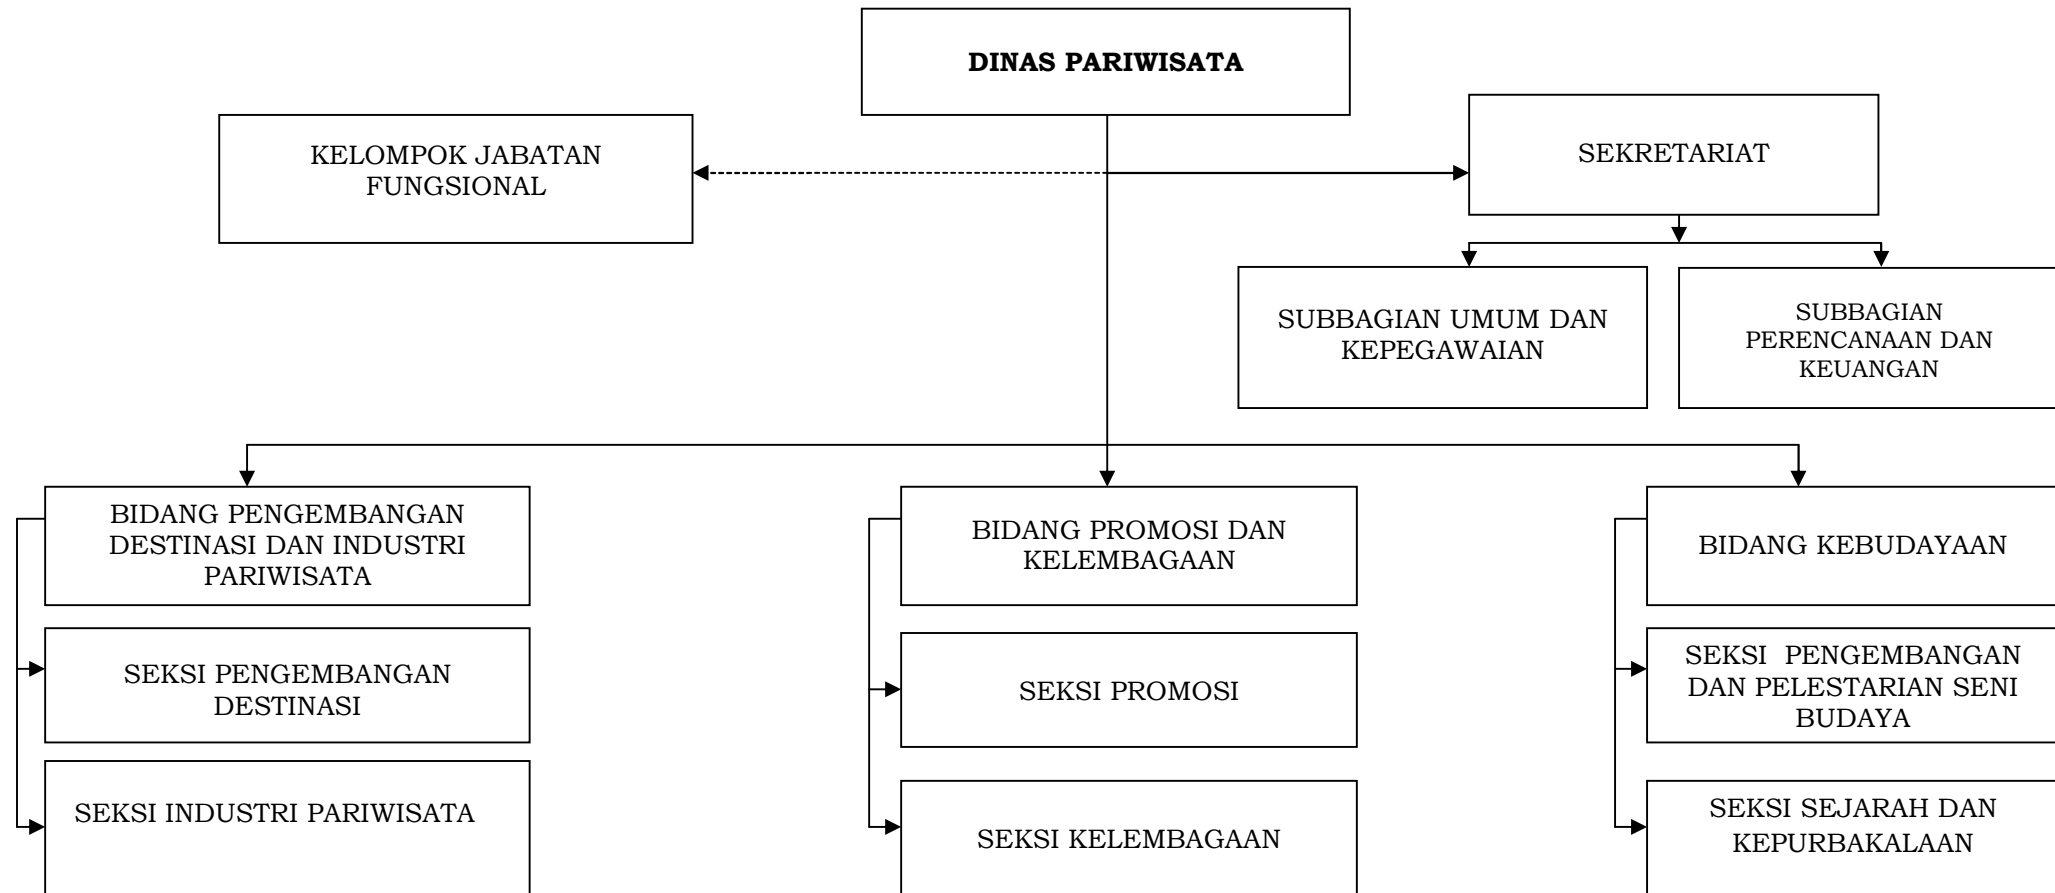 DINAS PARIWISATA
KELOMPOK JABATAN
FUNGSIONAL
SEKRETARIAT
SUBBAGIAN UMUM DAN
KEPEGAWAIAN
SUBBAGIAN
PERENCANAAN DAN
KEUANGAN
BIDANG PENGEMBANGAN
DESTINASI DAN INDUSTRI
PARIWISATA
BIDANG PROMOSI DAN
KELEMBAGAAN
BIDANG KEBUDAYAAN
SEKSI PENGEMBANGAN
DESTINASI
SEKSI PROMOSI
SEKSI  PENGEMBANGAN
DAN PELESTARIAN SENI
BUDAYA
SEKSI INDUSTRI PARIWISATA
SEKSI KELEMBAGAAN
SEKSI SEJARAH DAN
KEPURBAKALAAN